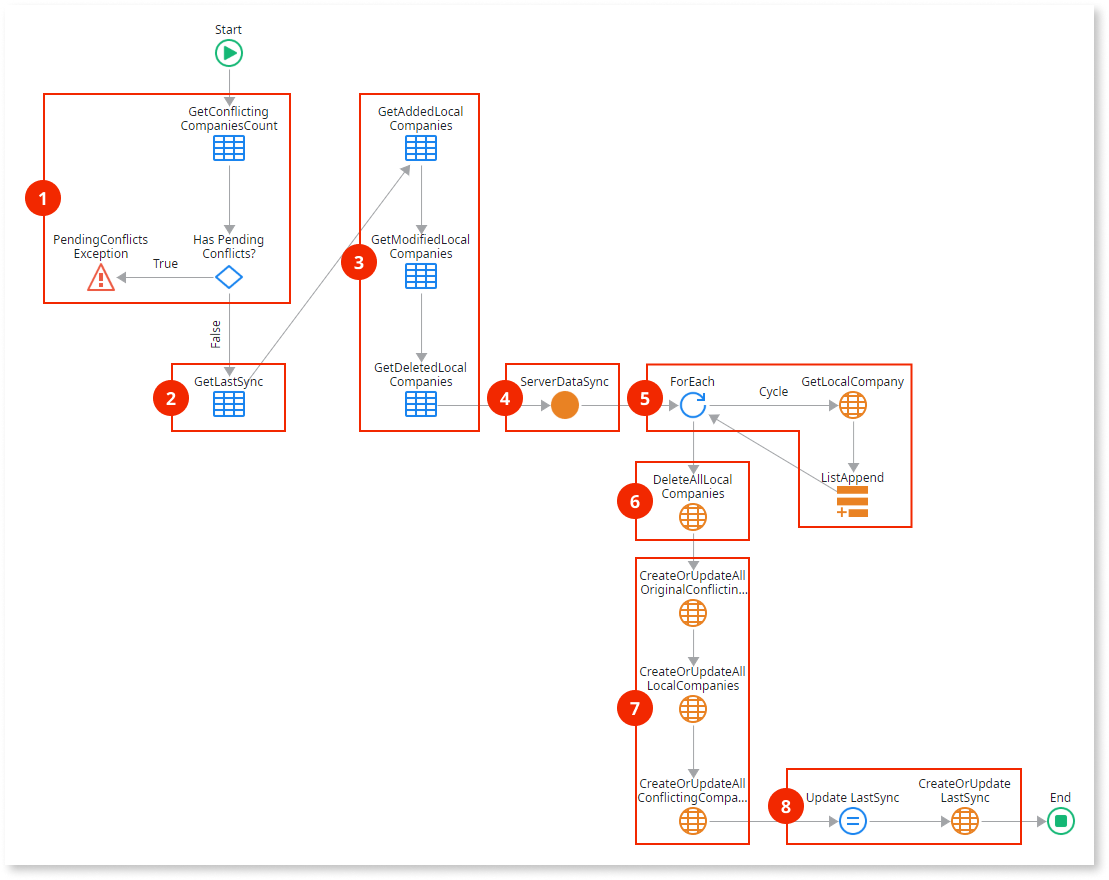 Start
1
GetConflicting
CompaniesCount
Has Pending
Conflicts?
True
PendingConflicts
Exception
False
2
GetLastSync
3
GetAddedLocal
Companies
GetModifiedLocal
Companies
GetDeletedLocal
Companies
4
ServerDataSync
5
ForEach
Cycle
GetLocalCompany
ListAppend
6
DeleteAllLocal
Companies
7
CreateOrUpdateAll
OriginalConflictin...
CreateOrUpdateAll
LocalCompanies
CreateOrUpdateAll
ConflictingCompa...
8
Update LastSync
CreateOrUpdate
LastSync
End